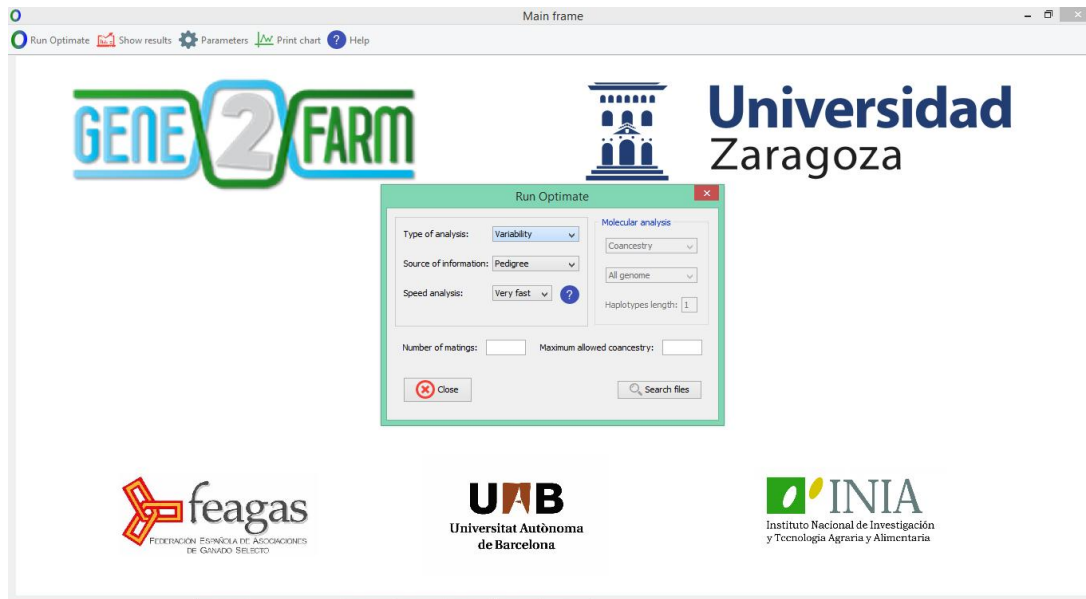 Main frame
Run Optimate Show results Parameters Print chart ? Help
GENE 2 FARM
Universidad
Zaragoza
Run Optimate
Type of analysis: Variability
Source of information: Pedigree
Speed analysis: Very fast ?
Molecular analysis
Coancestry
All genome
Haplotypes length: 1
Number of matings: Maximum allowed coancestry:
Close Search files
feagas
FEDERACIÓN ESPAÑOLA DE ASOCIACIONES
DE GANADO SELECTO
UAB
Universitat Autònoma
de Barcelona
INIA
Instituto Nacional de Investigación
y Tecnología Agraria y Alimentaria